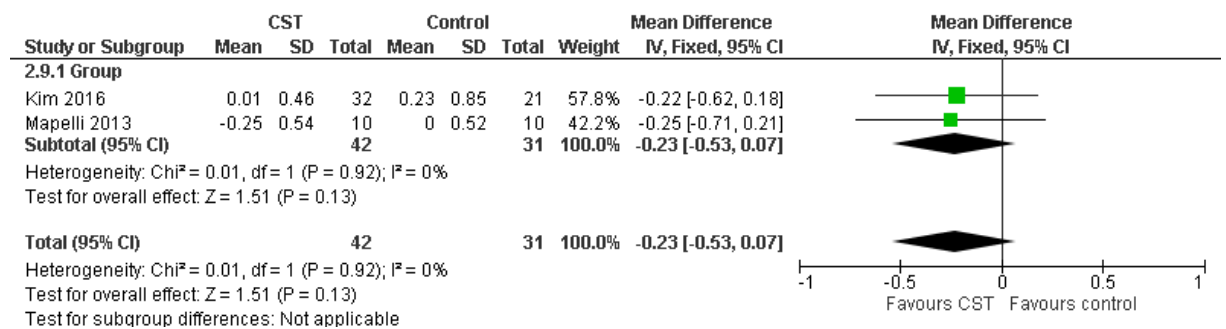 CST Control Mean Difference Mean Difference
Study or Subgroup Mean SD Total Mean SD Total Weight IV, Fixed, 95% CI IV, Fixed, 95% CI
2.9.1 Group
Kim 2016 0.01 0.46 32 0.23 0.85 21 57.8% -0.22 [-0.62, 0.18]
Mapelli 2013 -0.25 0.54 10 0 0.52 10 42.2% -0.25 [-0.71, 0.21]
Subtotal (95% CI) 42 31 100.0% -0.23 [-0.53, 0.07]
Heterogeneity: Chi² = 0.01, df = 1 (P = 0.92); I² = 0%
Test for overall effect: Z = 1.51 (P = 0.13)
Total (95% CI) 42 31 100.0% -0.23 [-0.53, 0.07]
Heterogeneity: Chi² = 0.01, df = 1 (P = 0.92); I² = 0%
Test for overall effect: Z = 1.51 (P = 0.13)
Test for subgroup differences: Not applicable
-1 -0.5 0 0.5 1
Favours CST Favours control